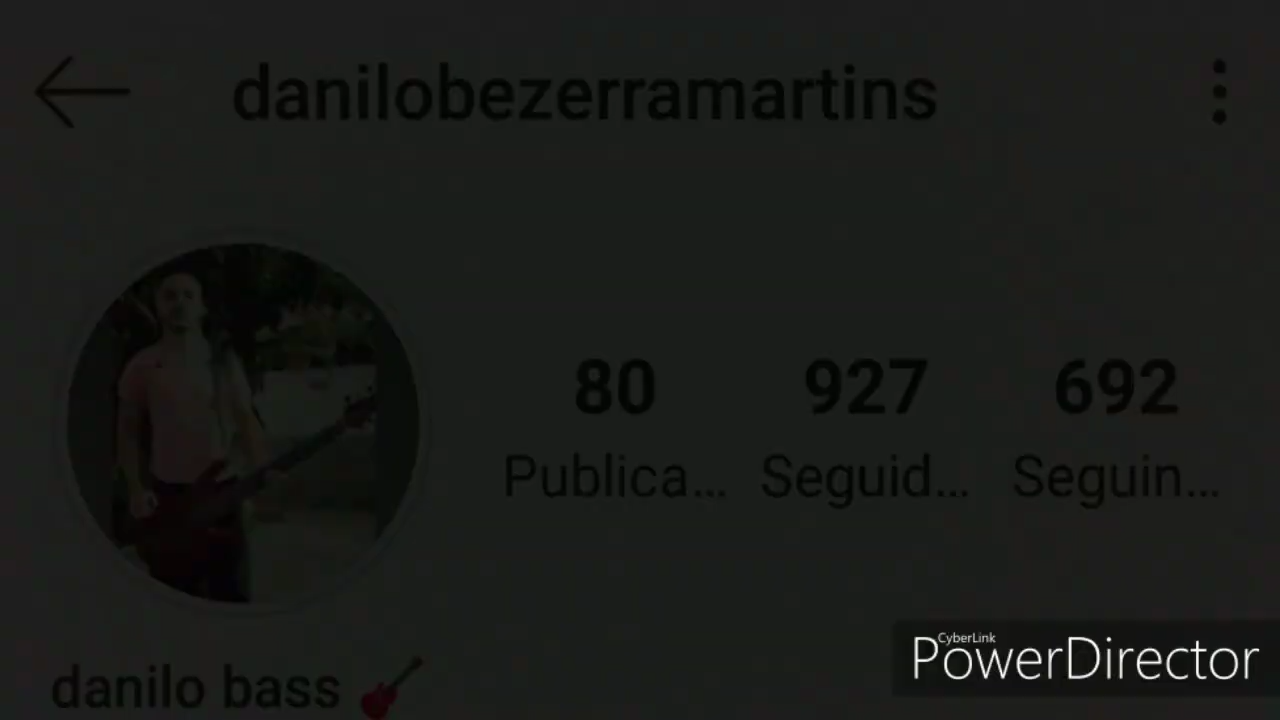 danilobezerramartins
80 927 692
Publica... Seguid... Seguin...
danilo bass
CyberLink
PowerDirector